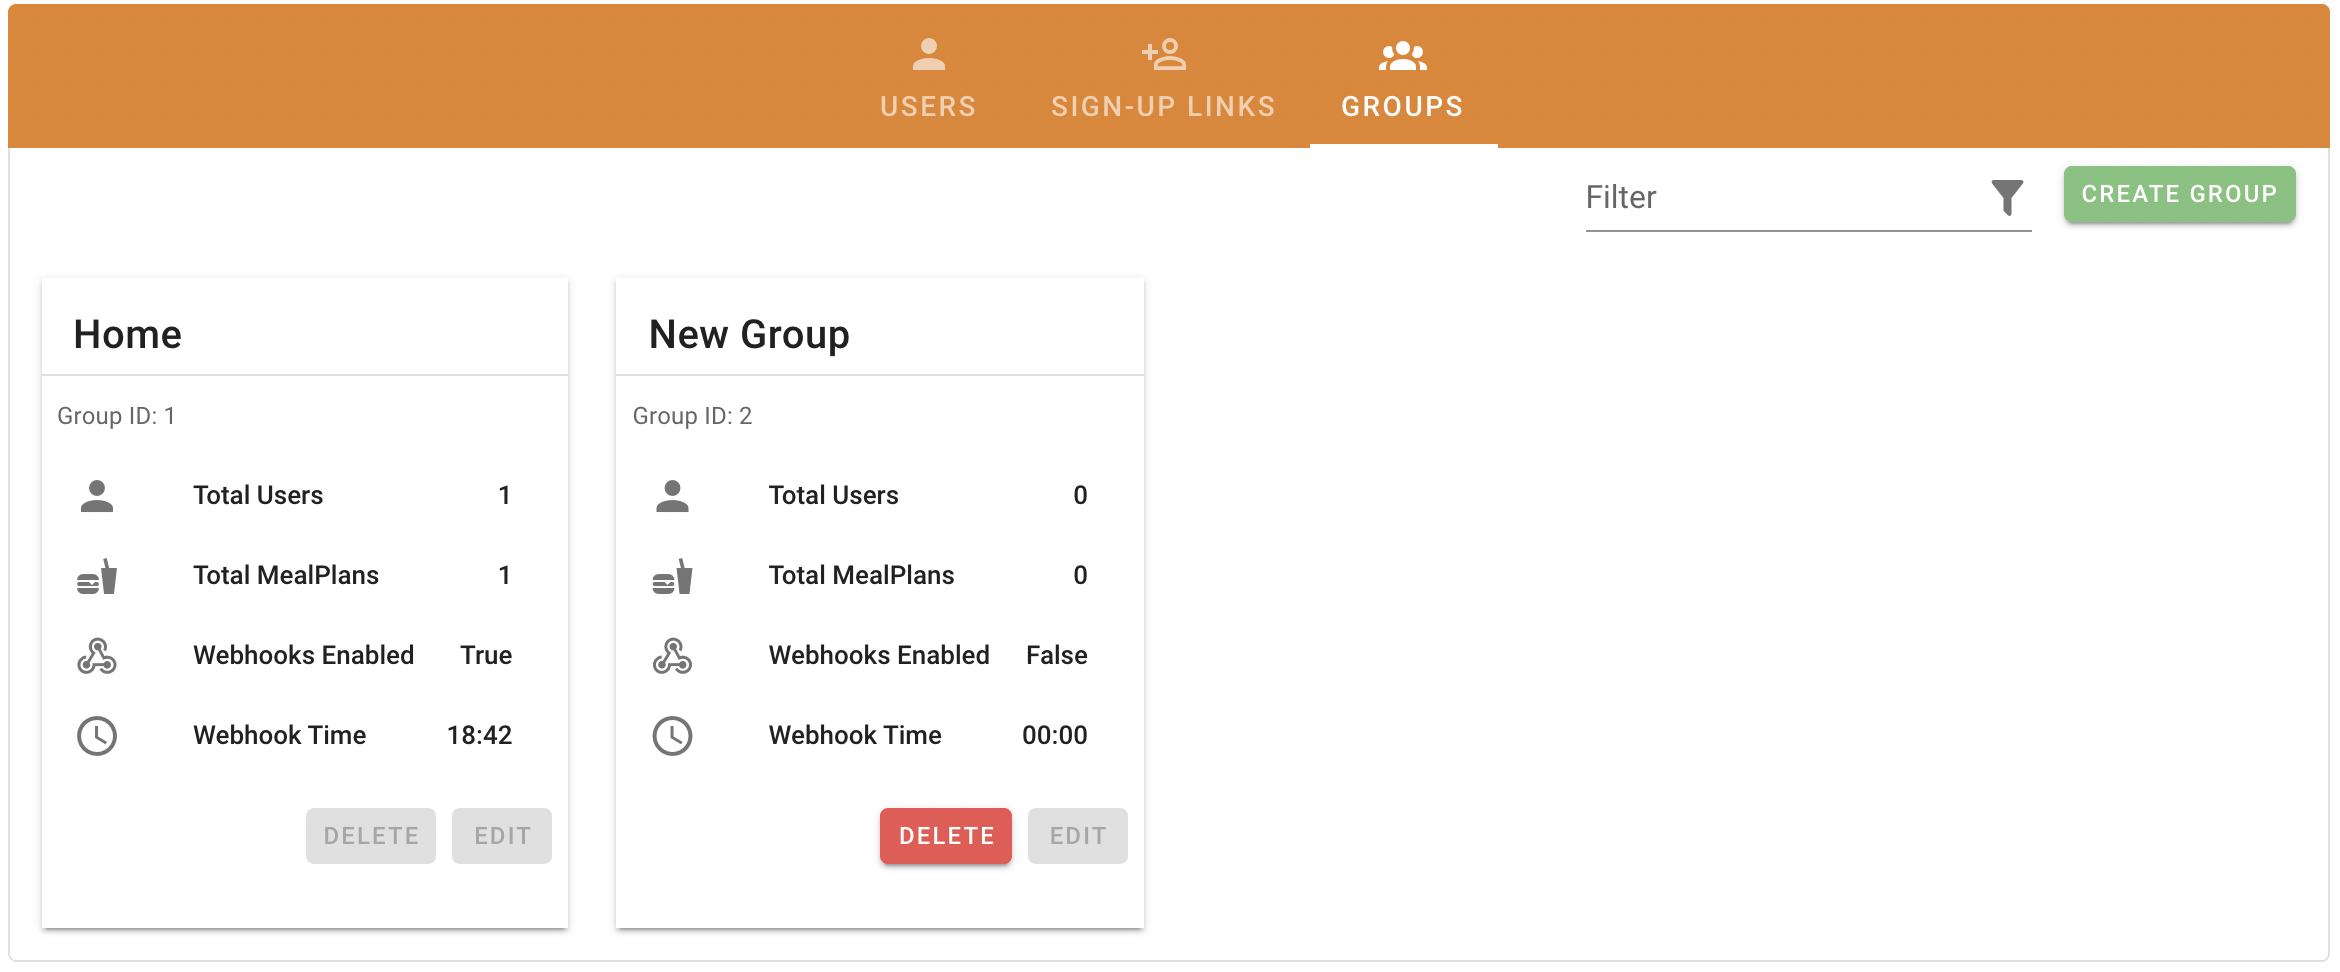 USERS
SIGN-UP LINKS
GROUPS
Filter
CREATE GROUP
Home
Group ID: 1
Total Users 1
Total MealPlans 1
Webhooks Enabled True
Webhook Time 18:42
DELETE EDIT
New Group
Group ID: 2
Total Users 0
Total MealPlans 0
Webhooks Enabled False
Webhook Time 00:00
DELETE EDIT